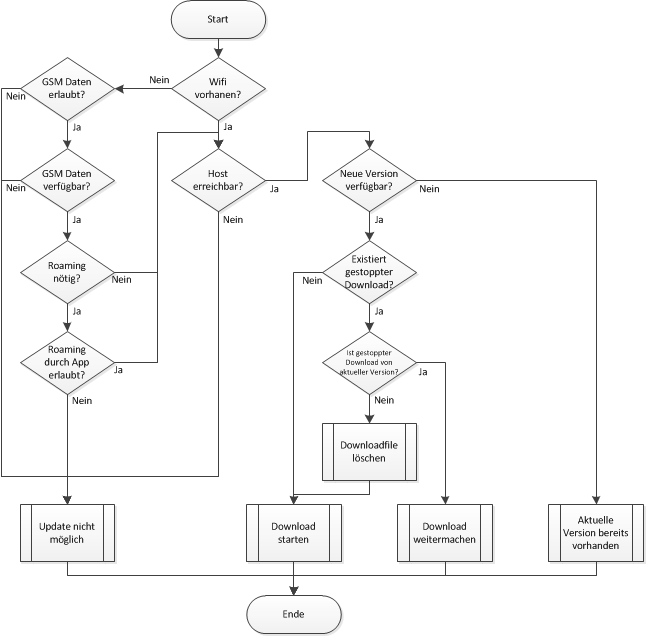 Start
Wifi
vorhanen?
Nein
Ja
GSM Daten
erlaubt?
Nein
Ja
GSM Daten
verfügbar?
Nein
Ja
Host
erreichbar?
Ja
Nein
Neue Version
verfügbar?
Nein
Ja
Roaming
nötig?
Nein
Ja
Existiert
gestoppter
Download?
Nein
Ja
Roaming
durch App
erlaubt?
Ja
Nein
Ist gestoppter
Download von
aktueller Version?
Ja
Nein
Downloadfile
löschen
Update nicht
möglich
Download
starten
Download
weitermachen
Aktuelle
Version bereits
vorhanden
Ende